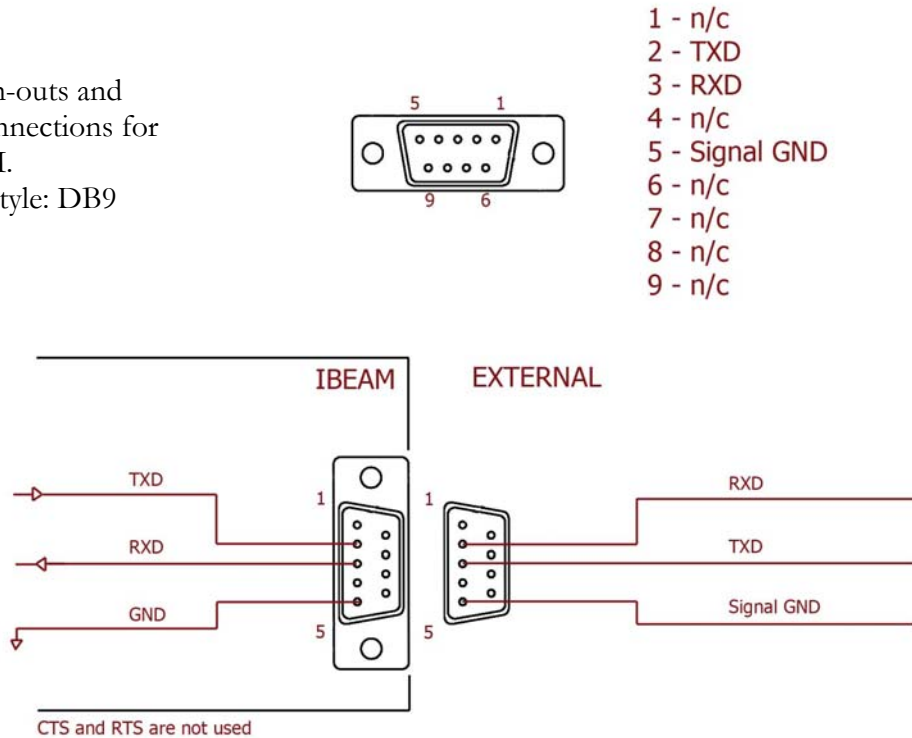 n-outs and
nnections for
I.
tyle: DB9
5 1
9 6
1 - n/c
2 - TXD
3 - RXD
4 - n/c
5 - Signal GND
6 - n/c
7 - n/c
8 - n/c
9 - n/c
IBEAM EXTERNAL
TXD RXD
1 1
RXD TXD
GND Signal GND
5 5
CTS and RTS are not used